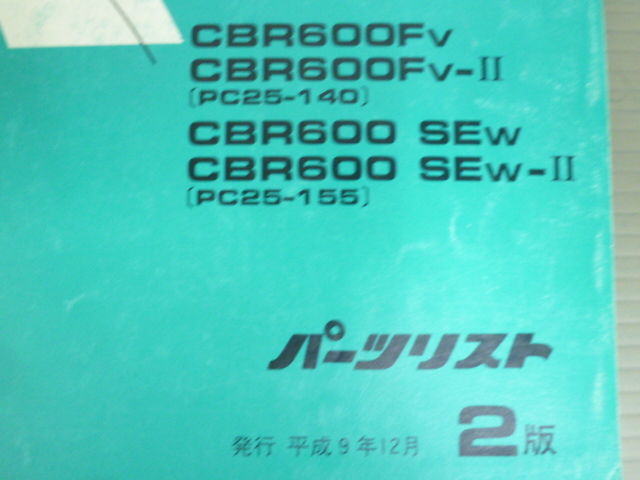 CBR600FV
CBR600FV-II
(PC25-140)
CBR600 SEW
CBR600 SEW-II
(PC25-155)
パーツリスト
発行 平成9年12月 2版